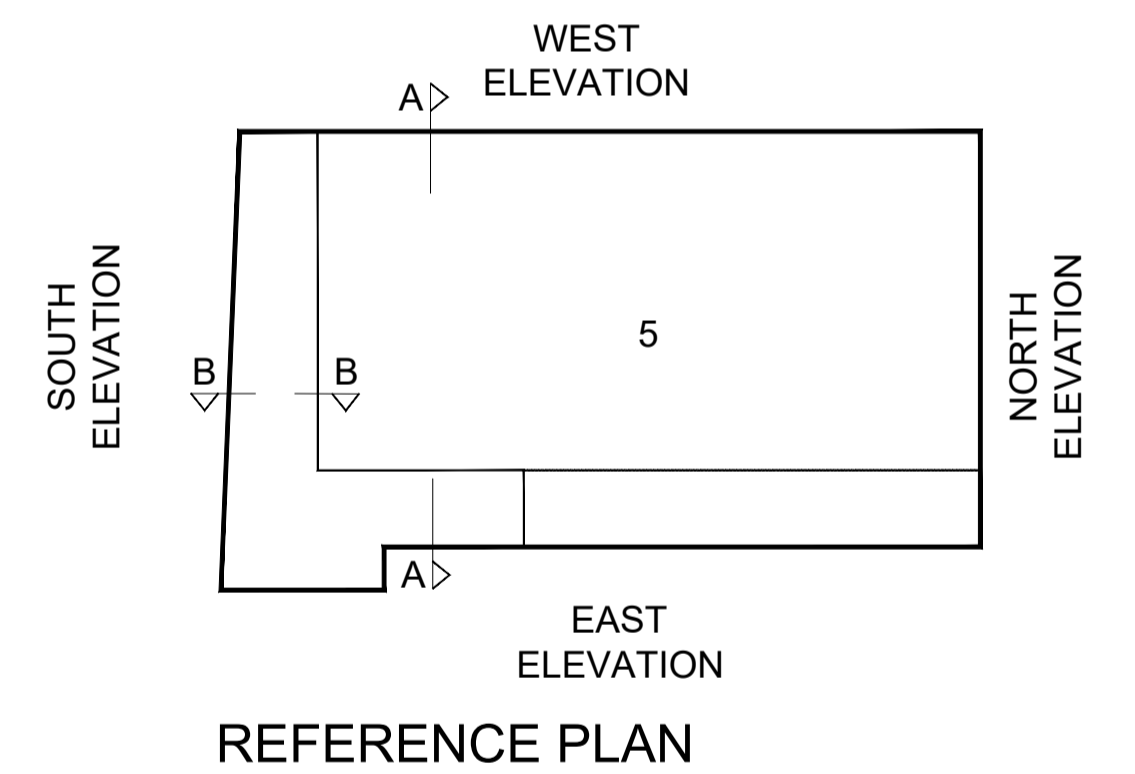 WEST
ELEVATION
A
SOUTH
ELEVATION
5
NORTH
ELEVATION
B
B
A
EAST
ELEVATION
REFERENCE PLAN